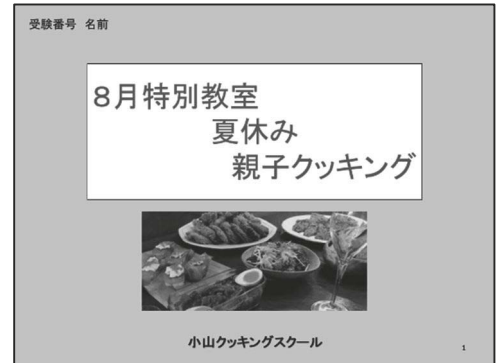 受験番号 名前
8月特別教室
夏休み
親子クッキング
小山クッキングスクール
1